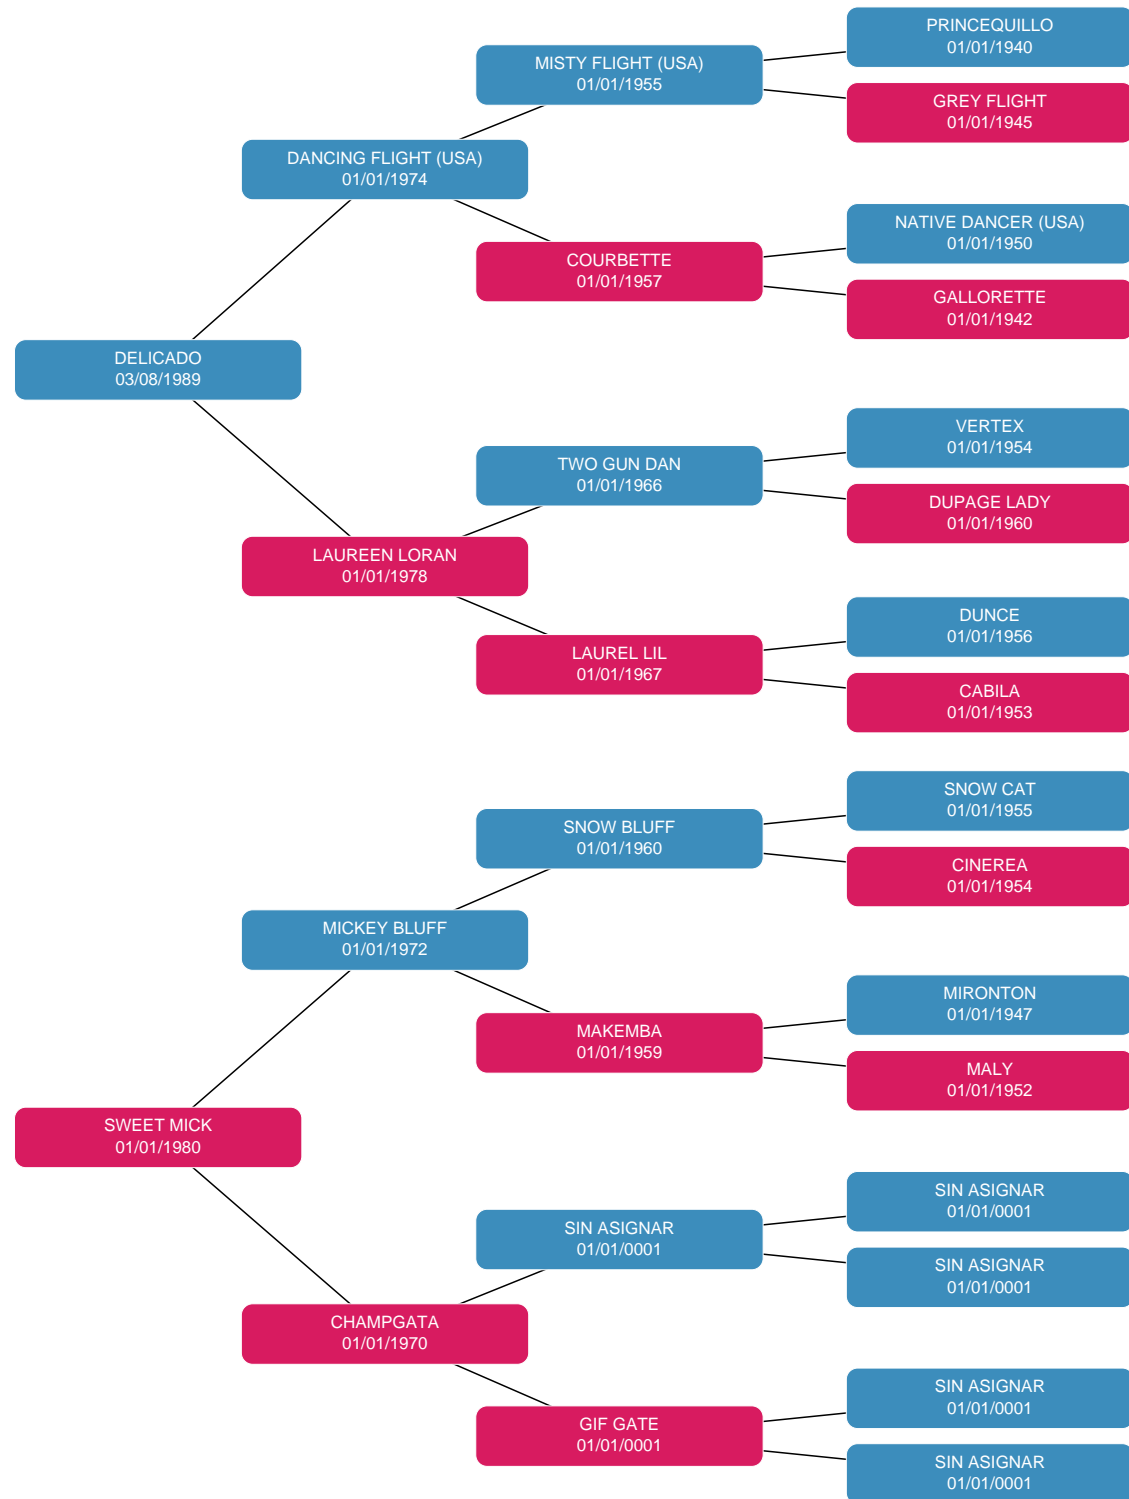 PRINCEQUILLO
01/01/1940
MISTY FLIGHT (USA)
01/01/1955
GREY FLIGHT
01/01/1945
DANCING FLIGHT (USA)
01/01/1974
NATIVE DANCER (USA)
01/01/1950
COURBETTE
01/01/1957
GALLORETTE
01/01/1942
DELICADO
03/08/1989
VERTEX
01/01/1954
TWO GUN DAN
01/01/1966
DUPAGE LADY
01/01/1960
LAUREEN LORAN
01/01/1978
DUNCE
01/01/1956
LAUREL LIL
01/01/1967
CABILA
01/01/1953
SNOW CAT
01/01/1955
SNOW BLUFF
01/01/1960
CINEREA
01/01/1954
MICKEY BLUFF
01/01/1972
MIRONTON
01/01/1947
MAKEMBA
01/01/1959
MALY
01/01/1952
SWEET MICK
01/01/1980
SIN ASIGNAR
01/01/0001
SIN ASIGNAR
01/01/0001
SIN ASIGNAR
01/01/0001
CHAMPGATA
01/01/1970
SIN ASIGNAR
01/01/0001
GIF GATE
01/01/0001
SIN ASIGNAR
01/01/0001